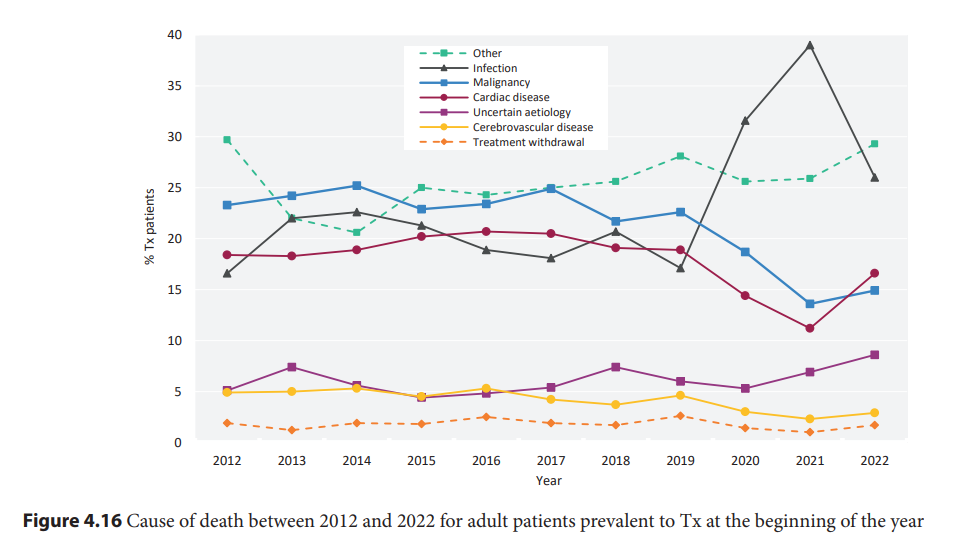 40
35
30
25
20
15
10
5
0
% Tx patients
Other
Infection
Malignancy
Cardiac disease
Uncertain aetiology
Cerebrovascular disease
Treatment withdrawal
2012 2013 2014 2015 2016 2017 2018 2019 2020 2021 2022
Year
Figure 4.16 Cause of death between 2012 and 2022 for adult patients prevalent to Tx at the beginning of the year